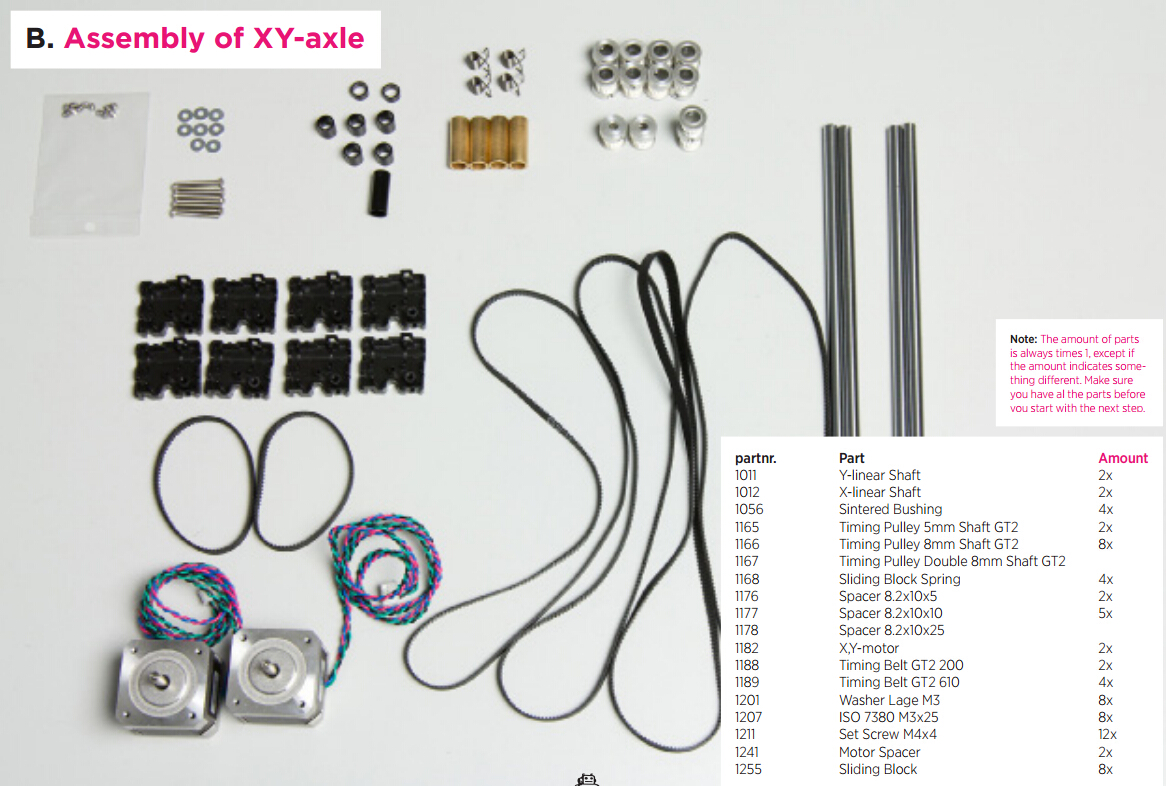 B. Assembly of XY-axle
Note: The amount of parts
is always times 1, except if
the amount indicates some-
thing different. Make sure
you have al the parts before
you start with the next step.
partnr. Part Amount
1011 Y-linear Shaft 2x
1012 X-linear Shaft 2x
1056 Sintered Bushing 4x
1165 Timing Pulley 5mm Shaft GT2 2x
1166 Timing Pulley 8mm Shaft GT2 8x
1167 Timing Pulley Double 8mm Shaft GT2
1168 Sliding Block Spring 4x
1176 Spacer 8.2x10x5 2x
1177 Spacer 8.2x10x10 5x
1178 Spacer 8.2x10x25
1182 X,Y-motor 2x
1188 Timing Belt GT2 200 2x
1189 Timing Belt GT2 610 4x
1201 Washer Lage M3 8x
1207 ISO 7380 M3x25 8x
1211 Set Screw M4x4 12x
1241 Motor Spacer 2x
1255 Sliding Block 8x